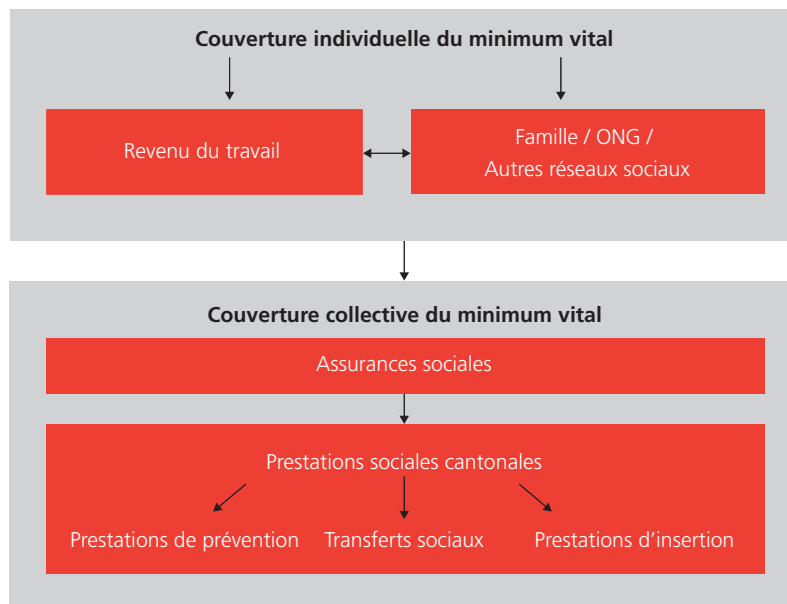 Couverture individuelle du minimum vital
Revenu du travail
Famille / ONG /
Autres réseaux sociaux
Couverture collective du minimum vital
Assurances sociales
Prestations sociales cantonales
Prestations de prévention
Transferts sociaux
Prestations d'insertion